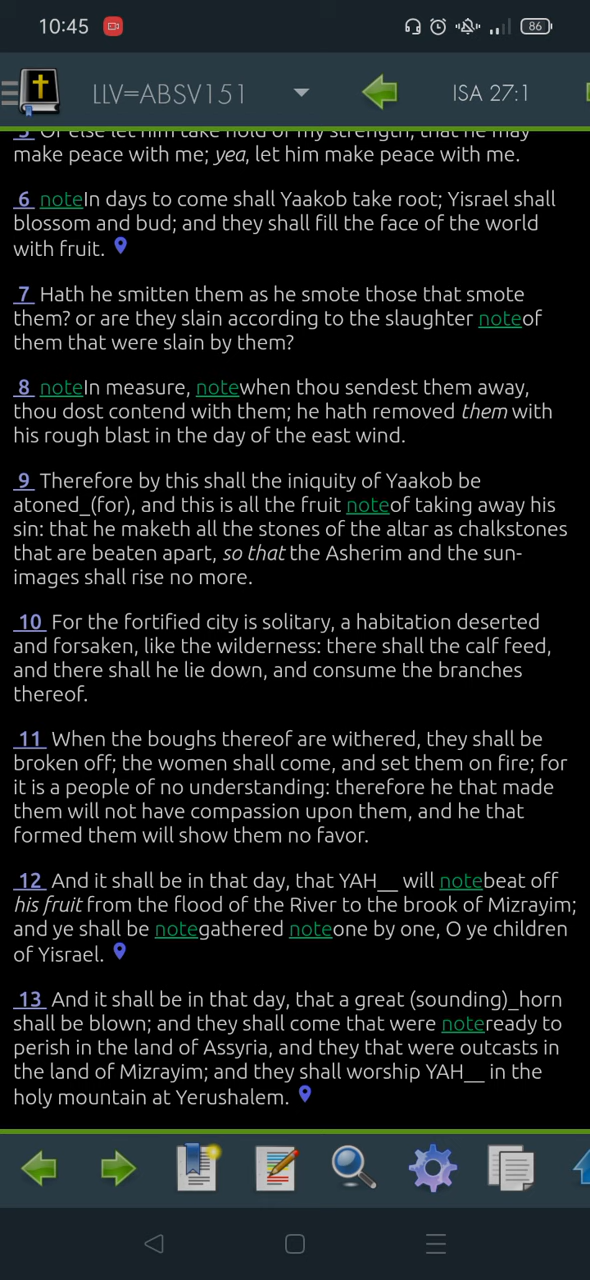 10:45
86
LLV=ABSV151
ISA 27:1
5 Or else let him take hold of my strength, that he may
make peace with me; yea, let him make peace with me.
6 noteIn days to come shall Yaakob take root; Yisrael shall
blossom and bud; and they shall fill the face of the world
with fruit.
7 Hath he smitten them as he smote those that smote
them? or are they slain according to the slaughter noteof
them that were slain by them?
8 noteIn measure, notewhen thou sendest them away,
thou dost contend with them; he hath removed them with
his rough blast in the day of the east wind.
9 Therefore by this shall the iniquity of Yaakob be
atoned_(for), and this is all the fruit noteof taking away his
sin: that he maketh all the stones of the altar as chalkstones
that are beaten apart, so that the Asherim and the sun-
images shall rise no more.
10 For the fortified city is solitary, a habitation deserted
and forsaken, like the wilderness: there shall the calf feed,
and there shall he lie down, and consume the branches
thereof.
11 When the boughs thereof are withered, they shall be
broken off; the women shall come, and set them on fire; for
it is a people of no understanding: therefore he that made
them will not have compassion upon them, and he that
formed them will show them no favor.
12 And it shall be in that day, that YAH__ will notebeat off
his fruit from the flood of the River to the brook of Mizrayim;
and ye shall be notegathered noteone by one, O ye children
of Yisrael.
13 And it shall be in that day, that a great (sounding)_horn
shall be blown; and they shall come that were noteready to
perish in the land of Assyria, and they that were outcasts in
the land of Mizrayim; and they shall worship YAH__ in the
holy mountain at Yerushalem.